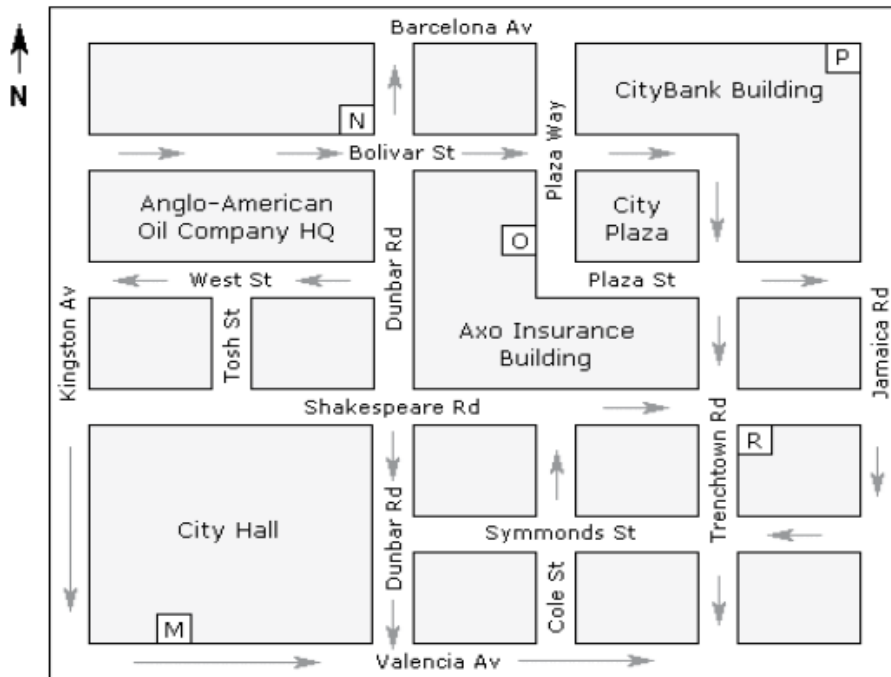 Barcelona Av
N
P
CityBank Building
N
Plaza Way
Bolivar St
Anglo-American
Oil Company HQ
Dunbar Rd
O
City
Plaza
West St
Plaza St
Kingston Av
Tosh St
Axo Insurance
Building
Jamaica Rd
Shakespeare Rd
Trenchtown Rd
R
City Hall
Dunbar Rd
Symmonds St
Cole St
M
Valencia Av